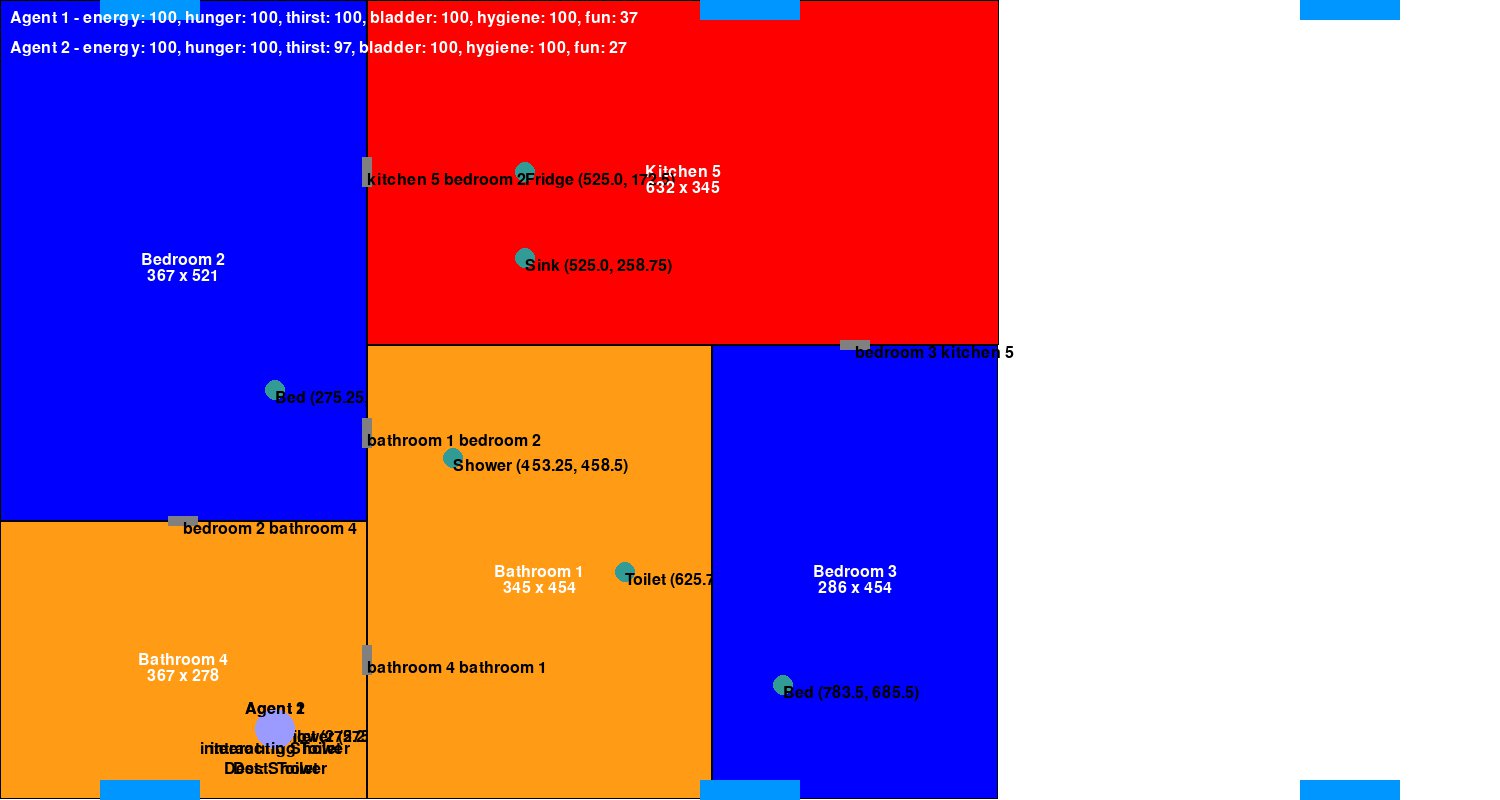 Agent 1 - energy: 100, hunger: 100, thirst: 100, bladder: 100, hygiene: 100, fun: 37
Agent 2 - energy: 100, hunger: 100, thirst: 97, bladder: 100, hygiene: 100, fun: 27
Kitchen 5
632 x 345
kitchen 5 bedroom 2
Fridge (525.0,
Bedroom 2
367 x 521
Sink (525.0, 258.75)
bedroom 3 kitchen 5
Bed (275.25
bathroom 1 bedroom 2
Shower (453.25, 458.5)
bedroom 2 bathroom 4
Bathroom 1
345 x 454
Toilet (625.7
Bedroom 3
286 x 454
Bathroom 4
367 x 278
bathroom 4 bathroom 1
Bed (783.5, 685.5)
Agent